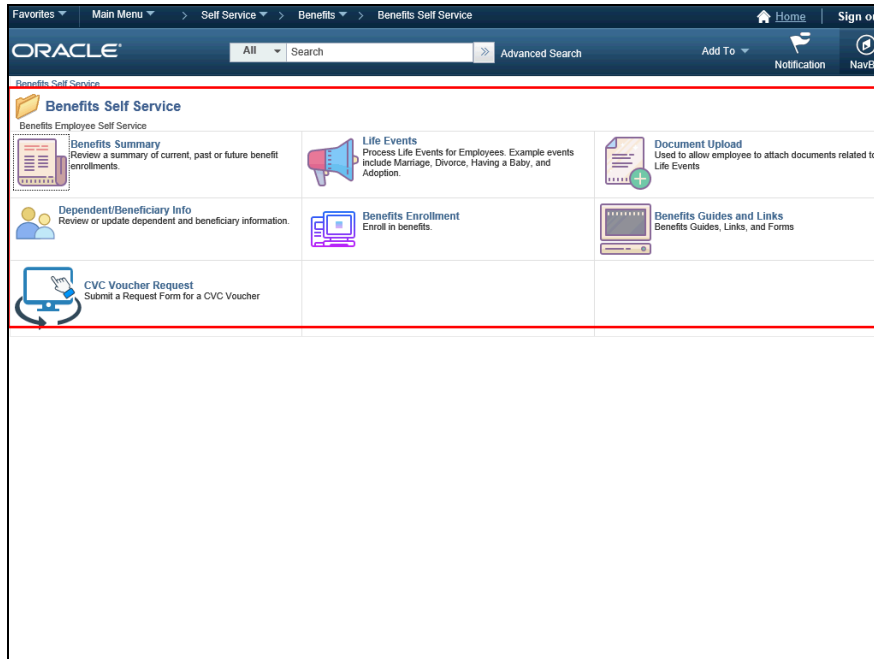 Favorites Main Menu > Self Service > Benefits > Benefits Self Service Home Sign
ORACLE All Search Advanced Search Add To Notification
Benefits Self Service
Benefits Self Service
Benefits Employee Self Service
Benefits Summary
Review a summary of current, past or future benefit
enrollments.
Life Events
Process Life Events for Employees. Example events
include Marriage, Divorce, Having a Baby, and
Adoption.
Document Upload
Used to allow employee to attach documents related to
Life Events
Dependent/Beneficiary Info
Review or update dependent and beneficiary information.
Benefits Enrollment
Enroll in benefits.
Benefits Guides and Links
Benefits Guides, Links, and Forms
CVC Voucher Request
Submit a Request Form for a CVC Voucher